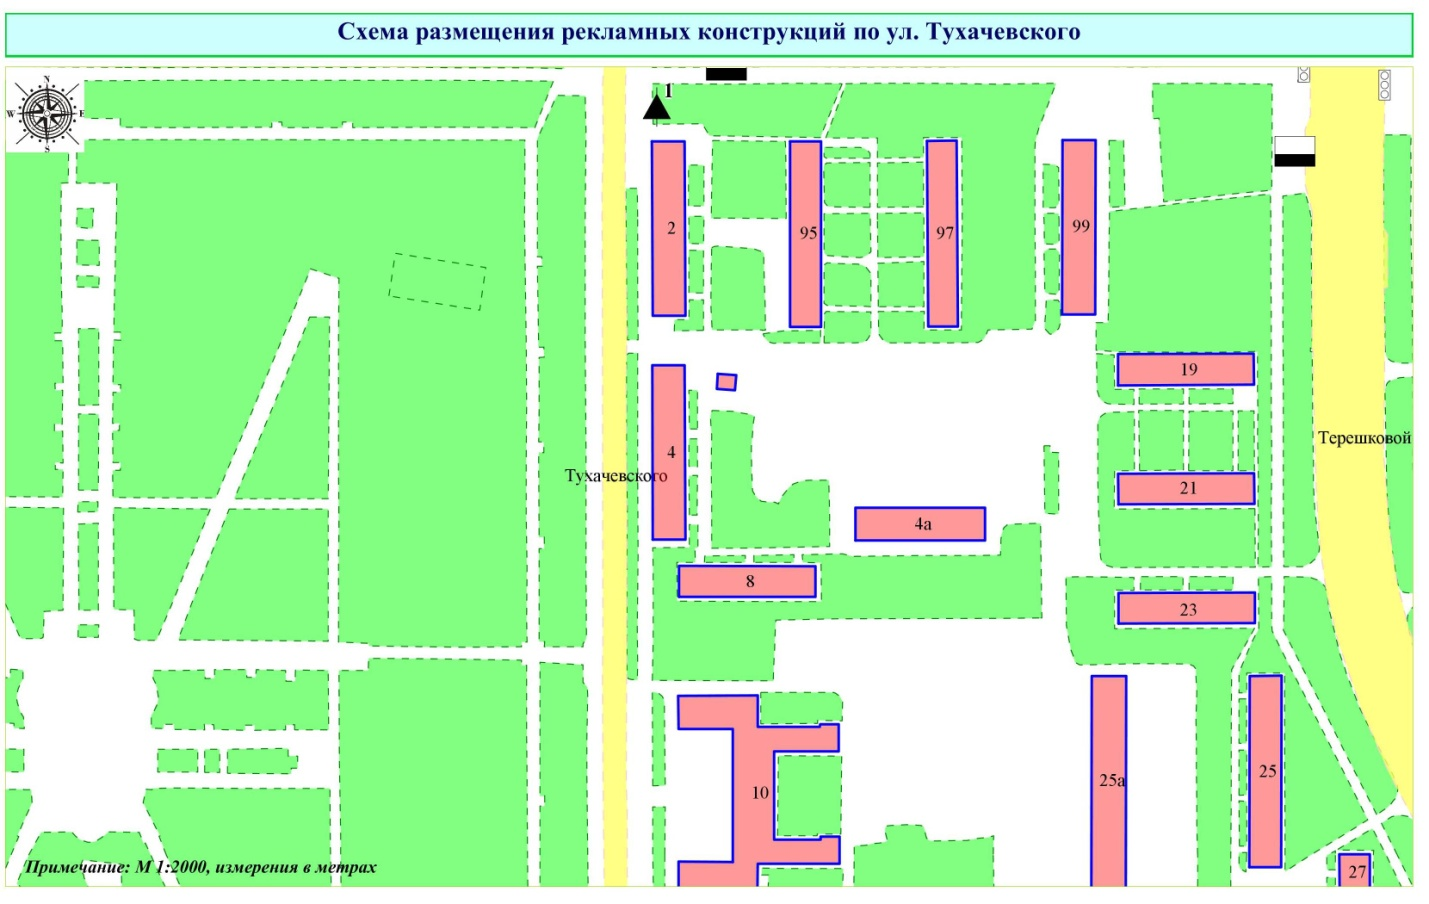 Схема размещения рекламных конструкций по ул. Тухачевского
N
W E
S
1
2
95
97
99
19
Терешковой
4
Тухачевского
21
4а
8
23
25
25а
10
27
Примечание: М 1:2000, измерения в метрах